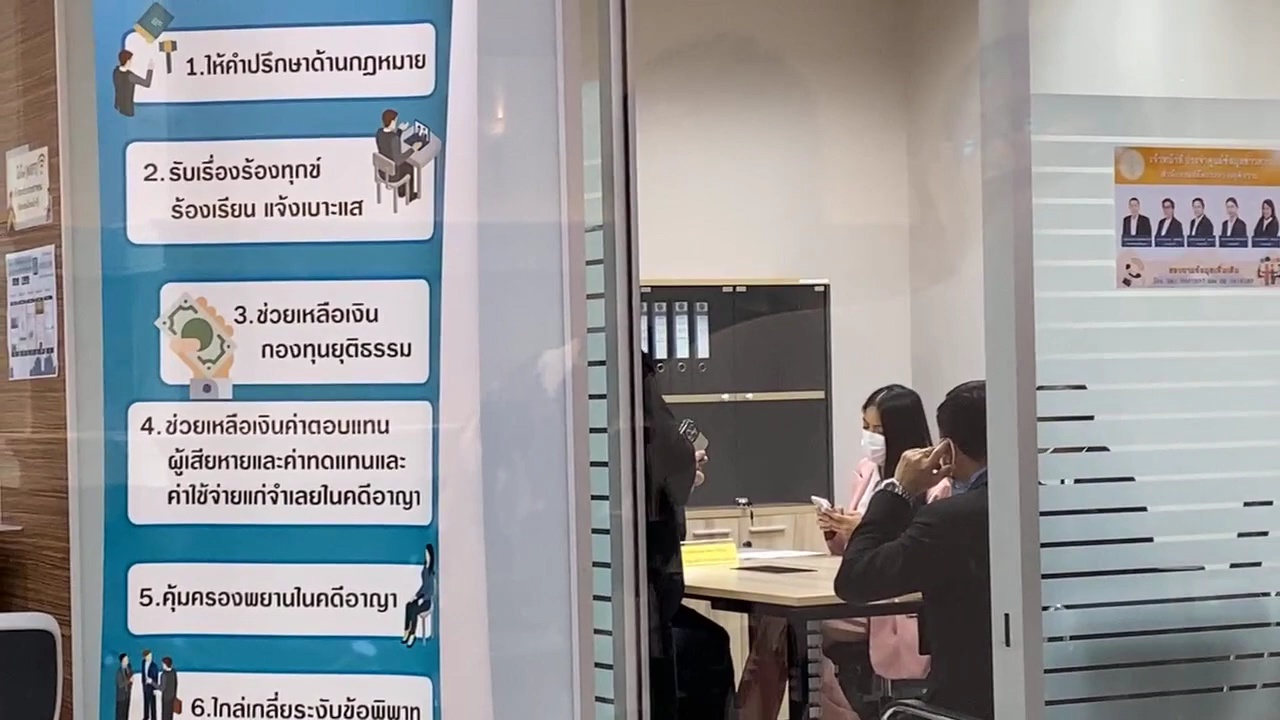 1.ให้คำปรึกษาด้านกฎหมาย
2.รับเรื่องร้องทุกข์
ร้องเรียน แจ้งเบาะแส
3.ช่วยเหลือเงิน
กองทุนยุติธรรม
4.ช่วยเหลือเงินค่าตอบแทน
ผู้เสียหายและค่าทดแทนและ
ค่าใช้จ่ายแก่จำเลยในคดีอาญา
5.คุ้มครองพยานในคดีอาญา
6.ไกล่เกลี่ยระงับข้อพิพาท